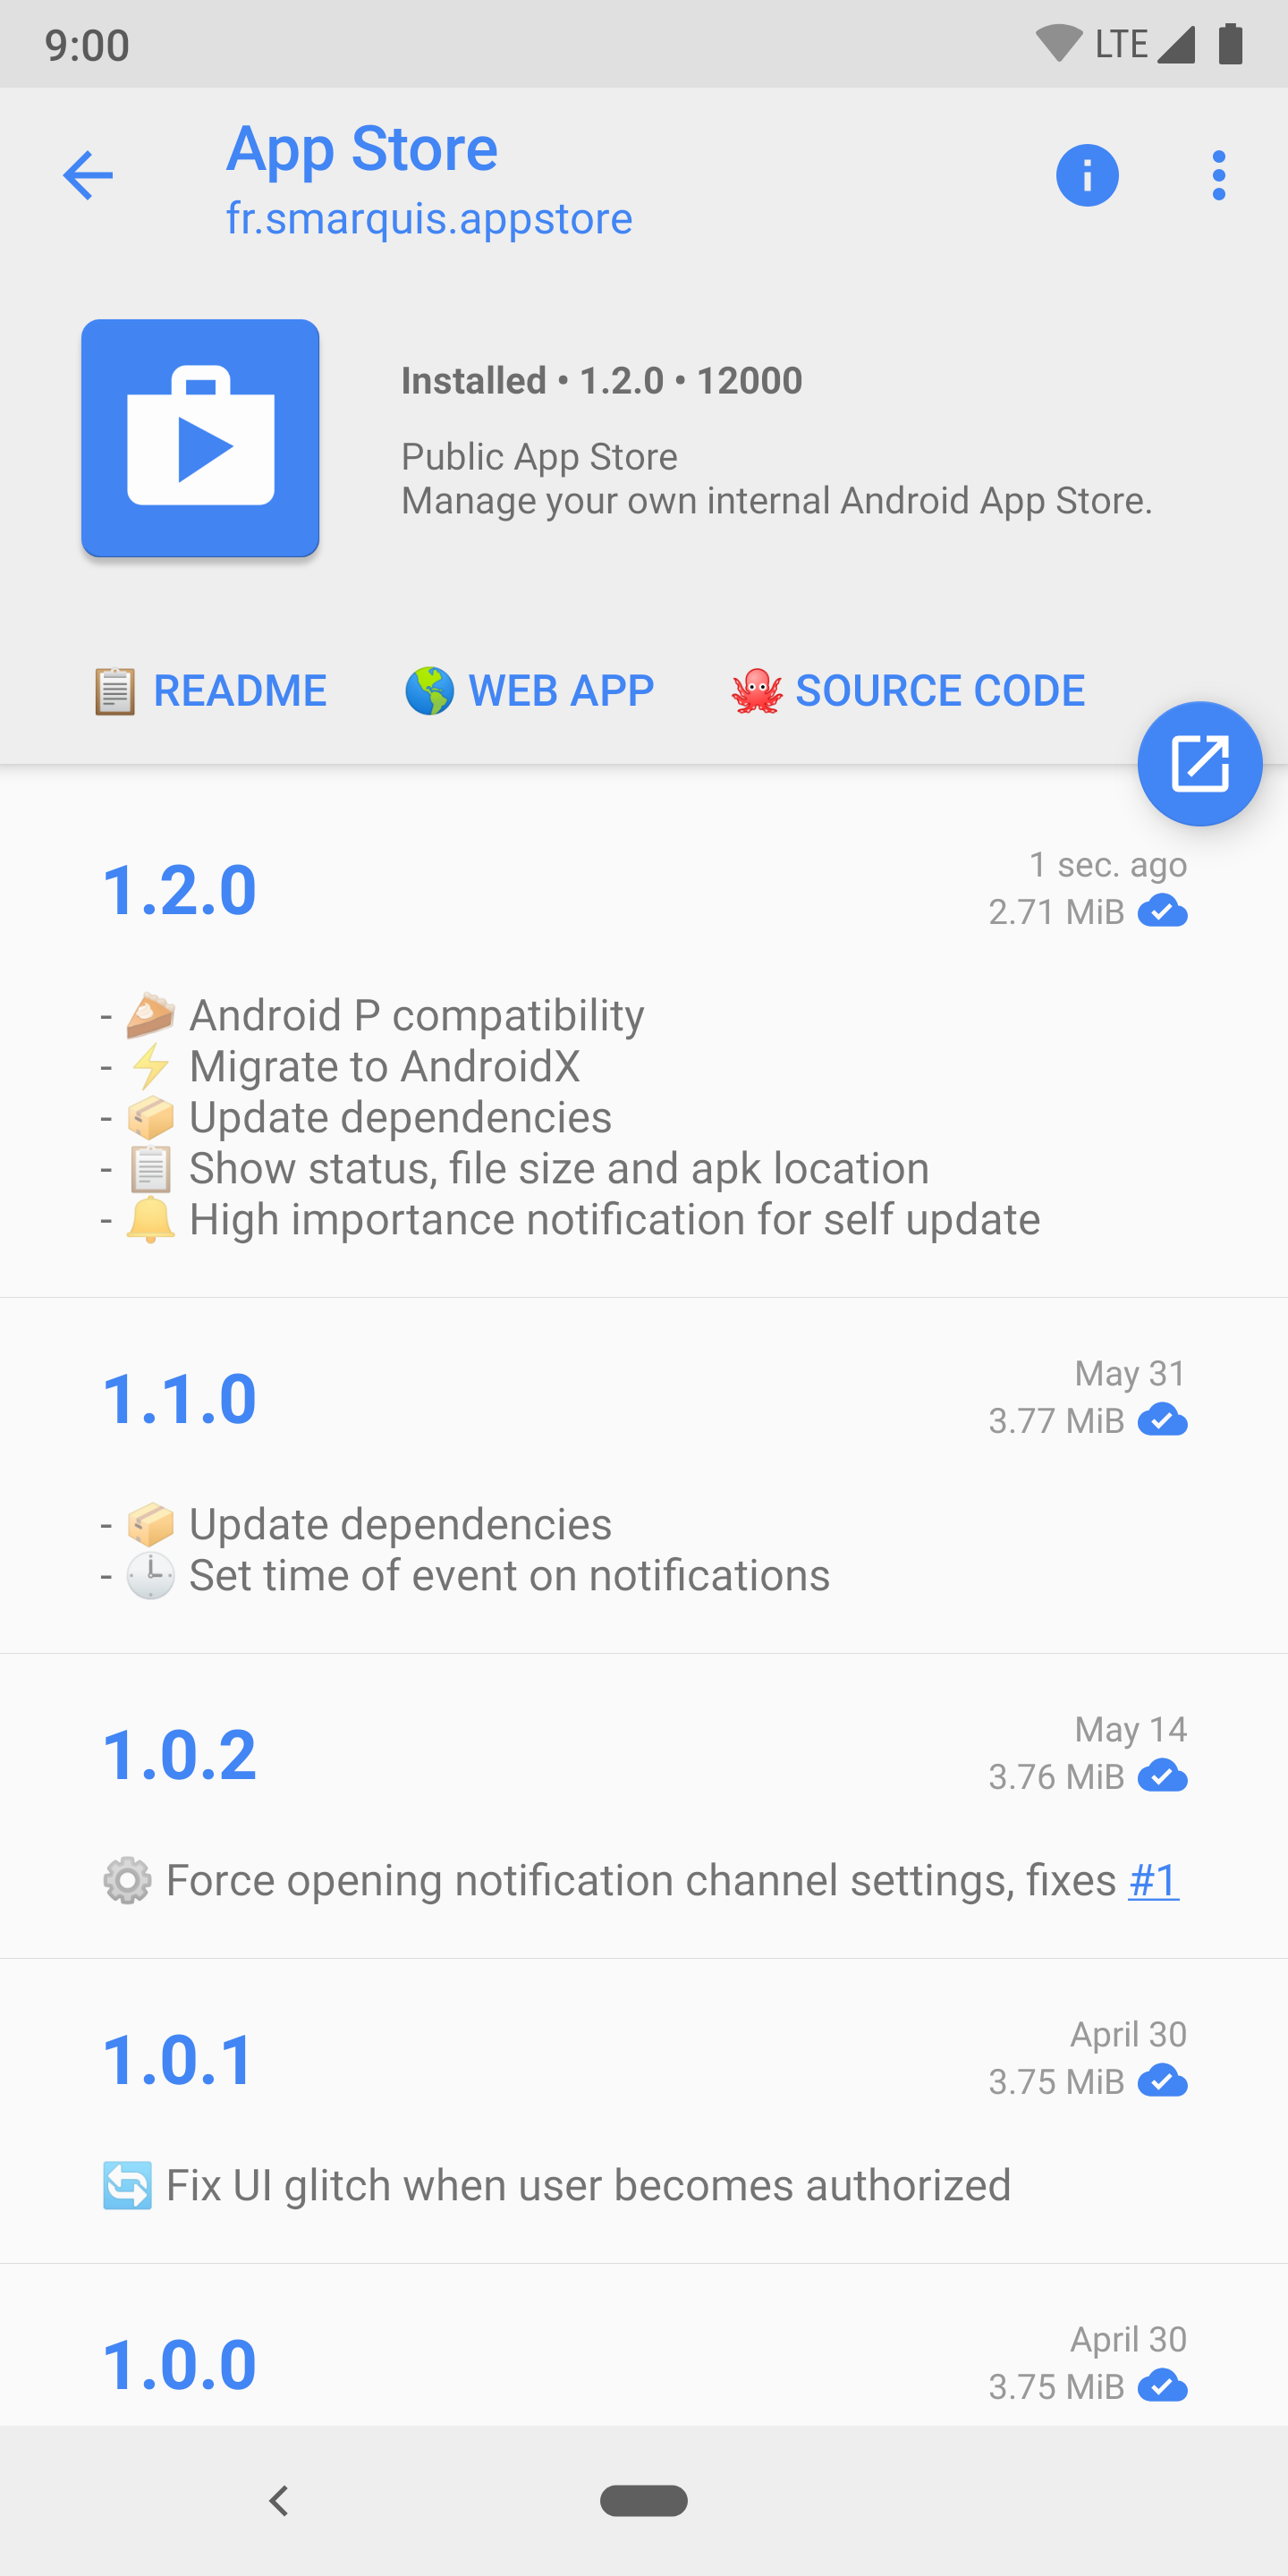 9:00
LTE
App Store
fr.smarquis.appstore
Installed • 1.2.0 • 12000
Public App Store
Manage your own internal Android App Store.
📋 README 🌎 WEB APP 🐙 SOURCE CODE
1.2.0
1 sec. ago
2.71 MiB
- 🥧 Android P compatibility
- ⚡ Migrate to AndroidX
- 📦 Update dependencies
- 📋 Show status, file size and apk location
- 🔔 High importance notification for self update
1.1.0
May 31
3.77 MiB
- 📦 Update dependencies
- 🕒 Set time of event on notifications
1.0.2
May 14
3.76 MiB
⚙️ Force opening notification channel settings, fixes #1
1.0.1
April 30
3.75 MiB
🔄 Fix UI glitch when user becomes authorized
1.0.0
April 30
3.75 MiB